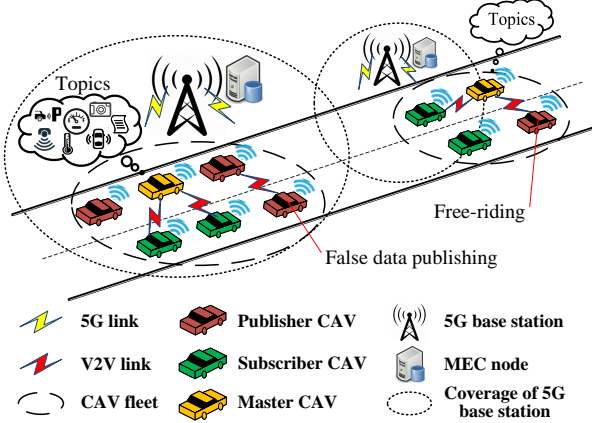 Topics
Topics
Free-riding
False data publishing
5G link
Publisher CAV
5G base station
V2V link
Subscriber CAV
MEC node
CAV fleet
Master CAV
Coverage of 5G
base station